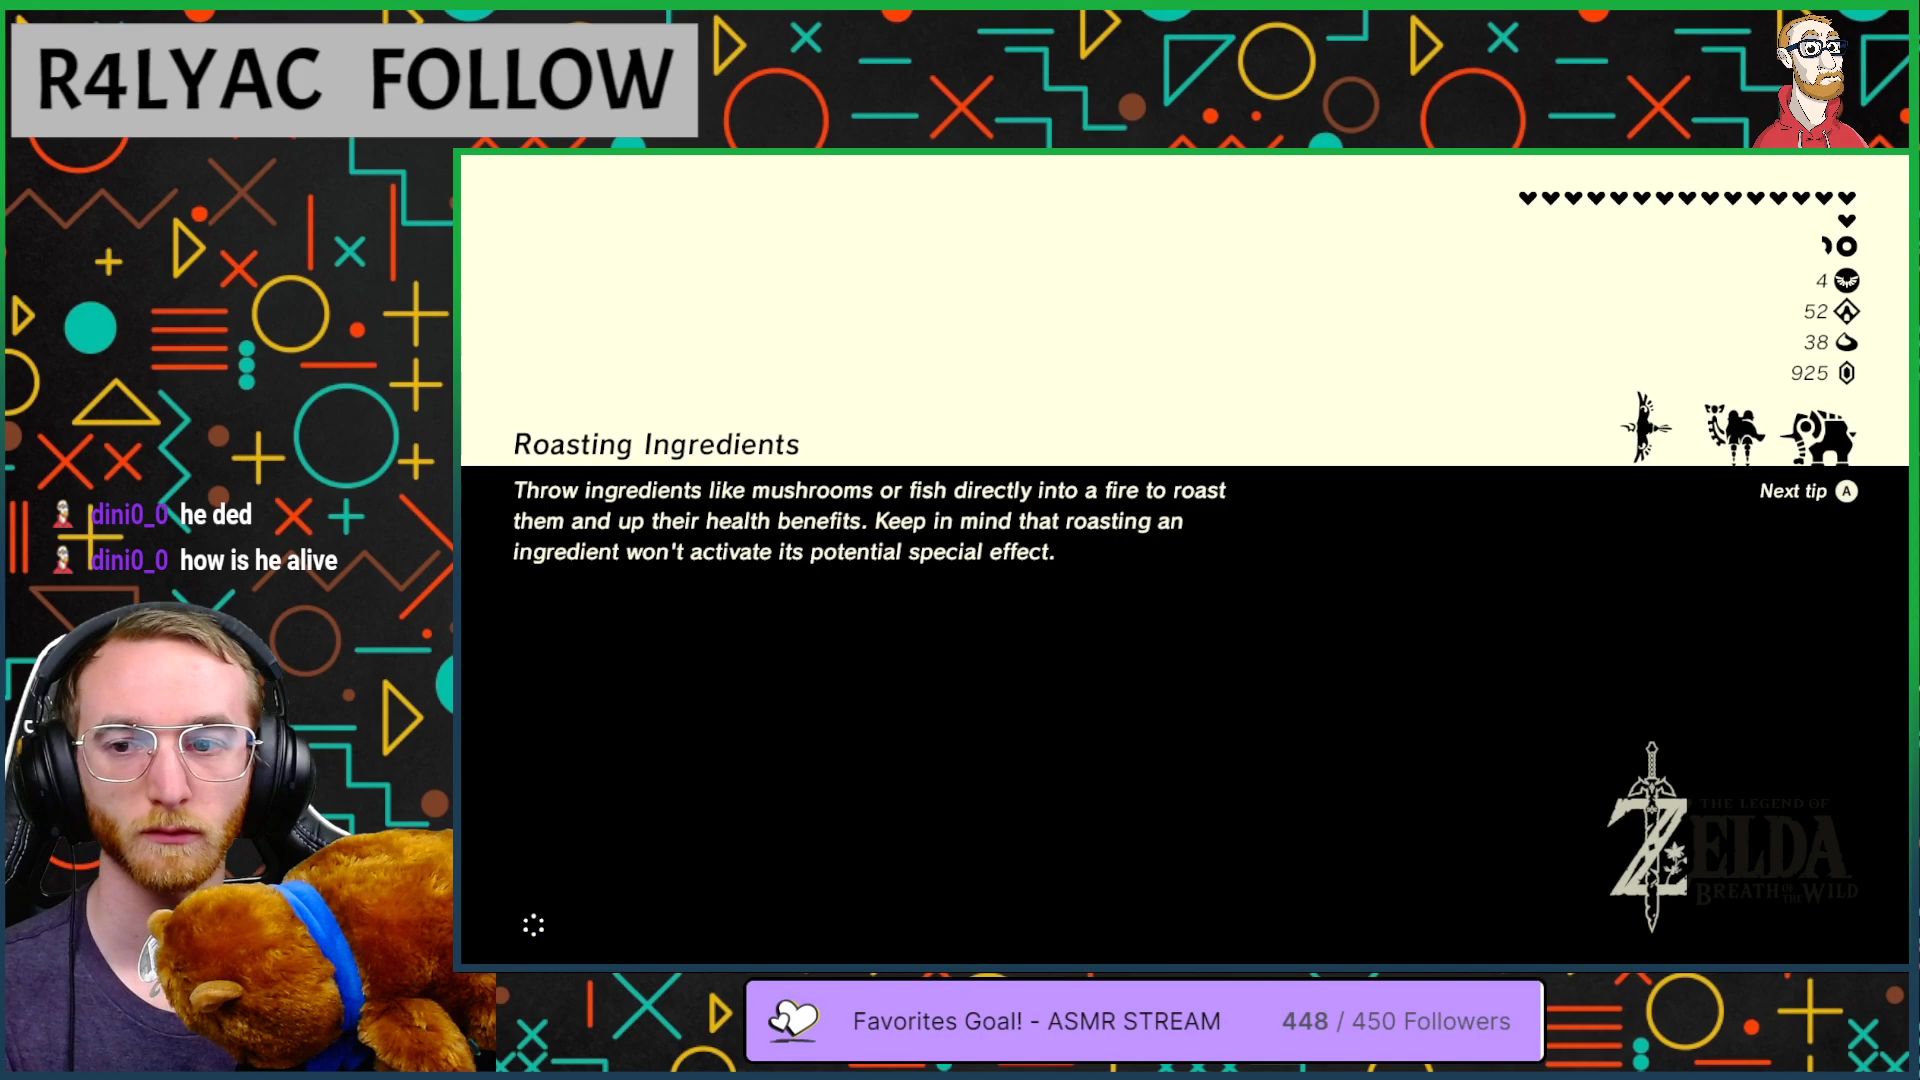 R4LYAC FOLLOW
4
52
38
925
Roasting Ingredients
Throw ingredients like mushrooms or fish directly into a fire to roast
them and up their health benefits. Keep in mind that roasting an
ingredient won't activate its potential special effect.
Next tip A
dini0_0 he ded
dini0_0 how is he alive
THE LEGEND OF
ZELDA
BREATH OF THE WILD
Favorites Goal! - ASMR STREAM 448 / 450 Followers